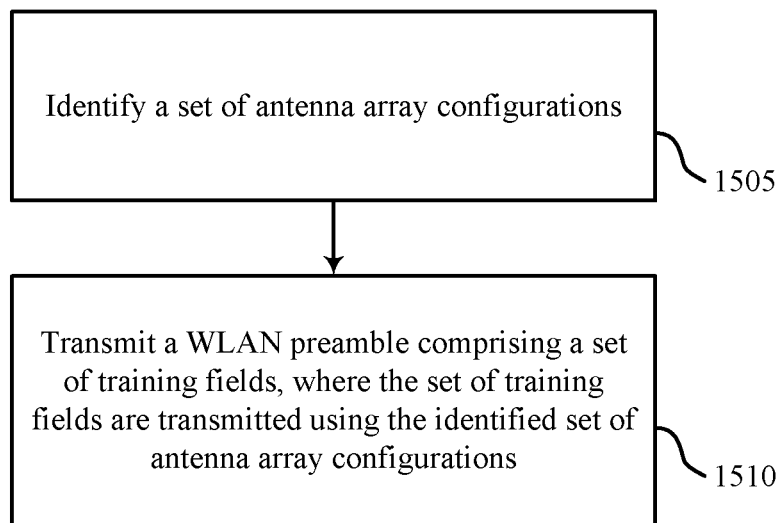 Identify a set of antenna array configurations
1505
Transmit a WLAN preamble comprising a set
of training fields, where the set of training
fields are transmitted using the identified set of
antenna array configurations
1510